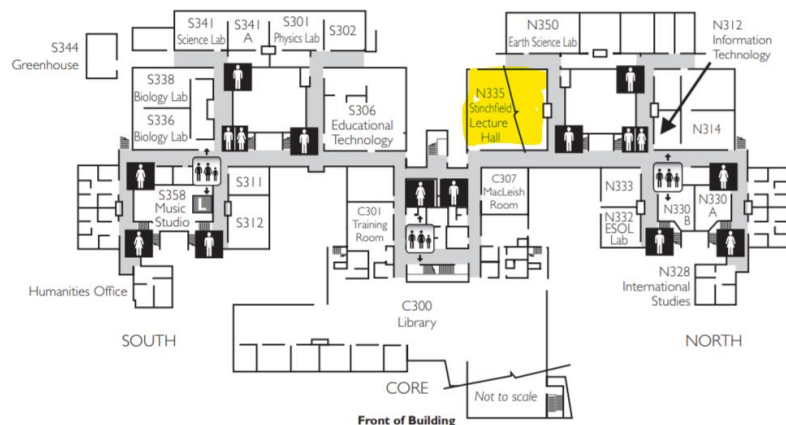 S341
Science Lab
S341
A
S301
Physics Lab
S302
S344
Greenhouse
S338
Biology Lab
S336
Biology Lab
S306
Educational
Technology
N350
Earth Science Lab
N312
Information
Technology
N335
Stinchfield
Lecture
Hall
N314
S358
Music
Studio
L
S311
S312
C301
Training
Room
C307
MacLeish
Room
N333
N332
ESOL
Lab
N330
B
N330
A
Humanities Office
N328
International
Studies
C300
Library
SOUTH
NORTH
CORE
Not to scale
Front of Building